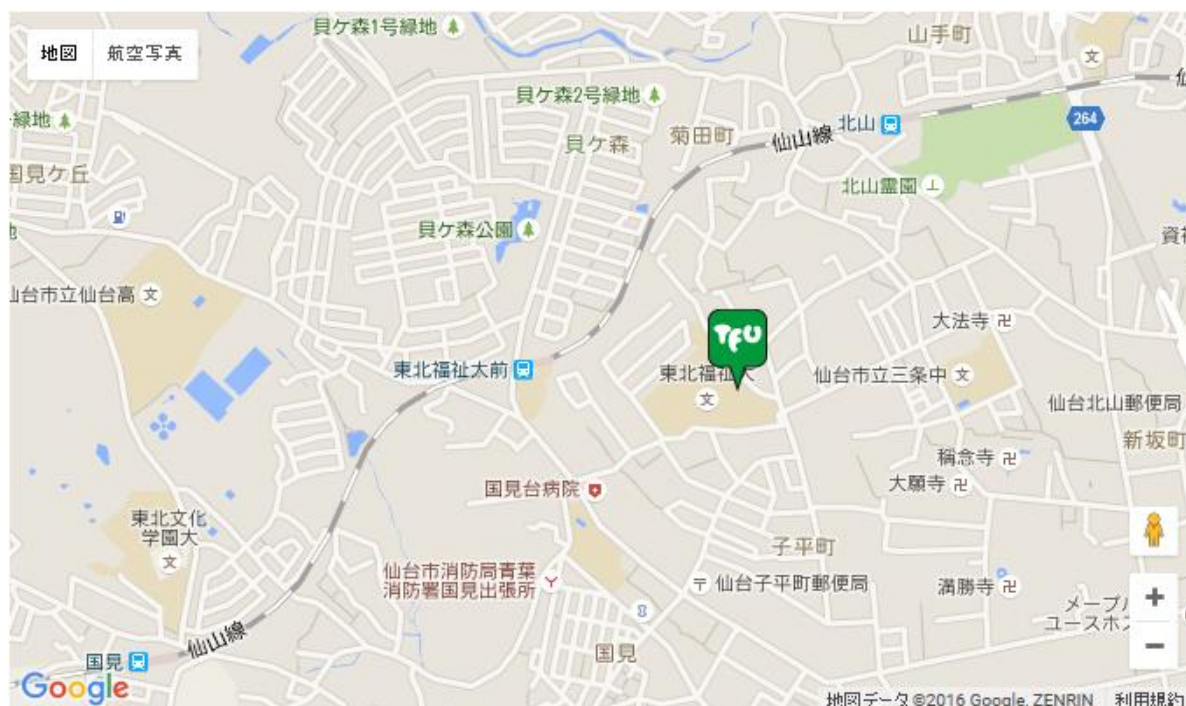 貝ケ森1号緑地
山手町
地図
航空写真
貝ケ森2号緑地
緑地
貝ケ森
菊田町
仙山線
北山
264
国見ケ丘
北山霊園
貝ケ森公園
仙台市立仙台高
文
大法寺
TFU
東北福祉大前
東北福祉大
仙台市立三条中
文
文
仙台北山郵便局
新坂町
稱念寺
国見台病院
大願寺
東北文化
学園大
文
子平町
仙台市消防局青葉
消防署国見出張所
〒仙台子平町郵便局
満勝寺
メープル
ユースホ
仙山線
国見
国見
Google
地図データ ©2016 Google, ZENRIN
利用規約